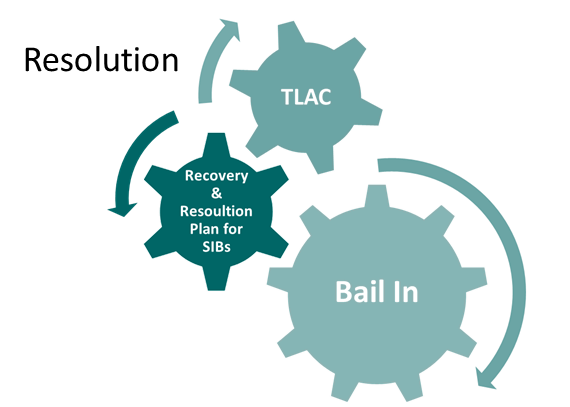 Resolution
TLAC
Recovery
&
Resoultion
Plan for
SIBs
Bail In